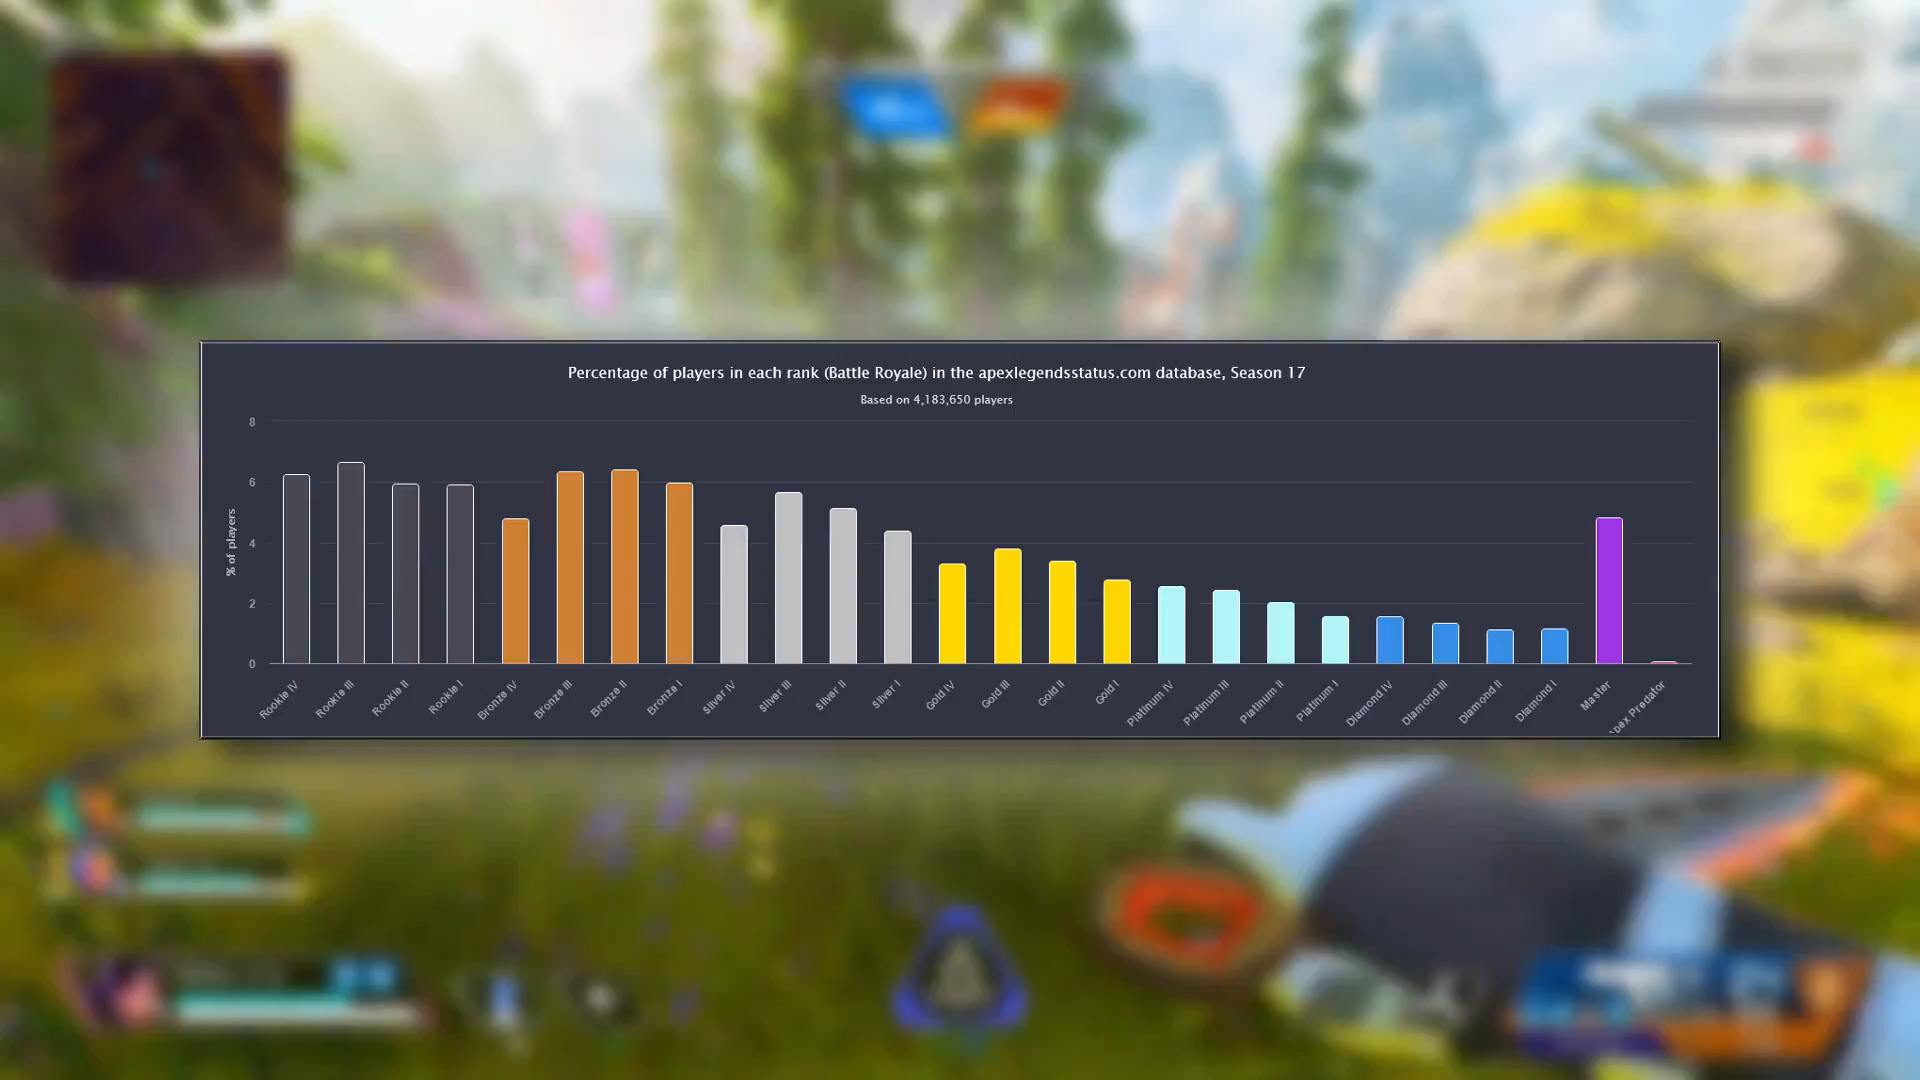 Percentage of players in each rank (Battle Royale) in the apexlegendsstatus.com database, Season 17
Based on 4,183,650 players
% of players
8
6
4
2
0
Rookie IV
Rookie III
Rookie II
Rookie I
Bronze IV
Bronze III
Bronze II
Bronze I
Silver IV
Silver III
Silver II
Silver I
Gold IV
Gold III
Gold II
Gold I
Platinum IV
Platinum III
Platinum II
Platinum I
Diamond IV
Diamond III
Diamond II
Diamond I
Master
pex Predator